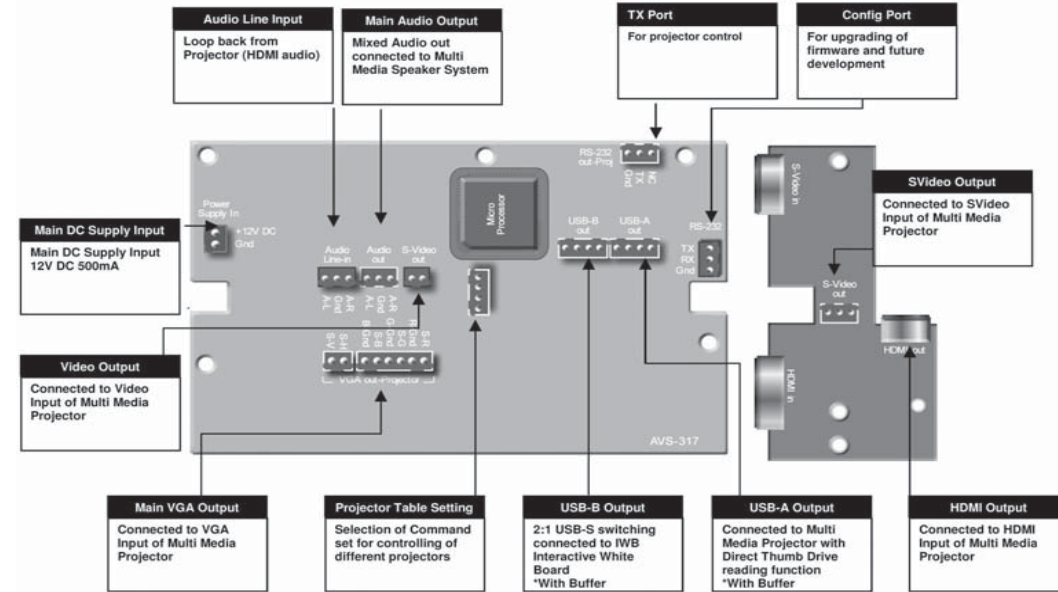 Audio Line Input
Loop back from
Projector (HDMI audio)
Main Audio Output
Mixed Audio out
connected to Multi
Media Speaker System
TX Port
For projector control
Config Port
For upgrading of
firmware and future
development
Main DC Supply Input
Main DC Supply Input
12V DC 500mA
Video Output
Connected to Video
Input of Multi Media
Projector
Power
Supply In
+12V DC
Gnd
Audio
Line-in
A-L
Gnd
A-R
Audio
out
A-L
Gnd
A-R
S-Video
out
Micro
Processor
RS-232
out-Proj
Gnd
TX
NC
USB-B
out
USB-A
out
RS-232
TX
RX
Gnd
S-V
S-H
B-Gnd
S-B
G-Gnd
S-G
R-Gnd
S-R
VGA out-Projector
AVS-317
S-Video in
S-Video
out
HDMI out
HDMI in
SVideo Output
Connected to SVideo
Input of Multi Media
Projector
Main VGA Output
Connected to VGA
Input of Multi Media
Projector
Projector Table Setting
Selection of Command
set for controlling of
different projectors
USB-B Output
2:1 USB-S switching
connected to IWB
Interactive White
Board
*With Buffer
USB-A Output
Connected to Multi
Media Projector with
Direct Thumb Drive
reading function
*With Buffer
HDMI Output
Connected to HDMI
Input of Multi Media
Projector